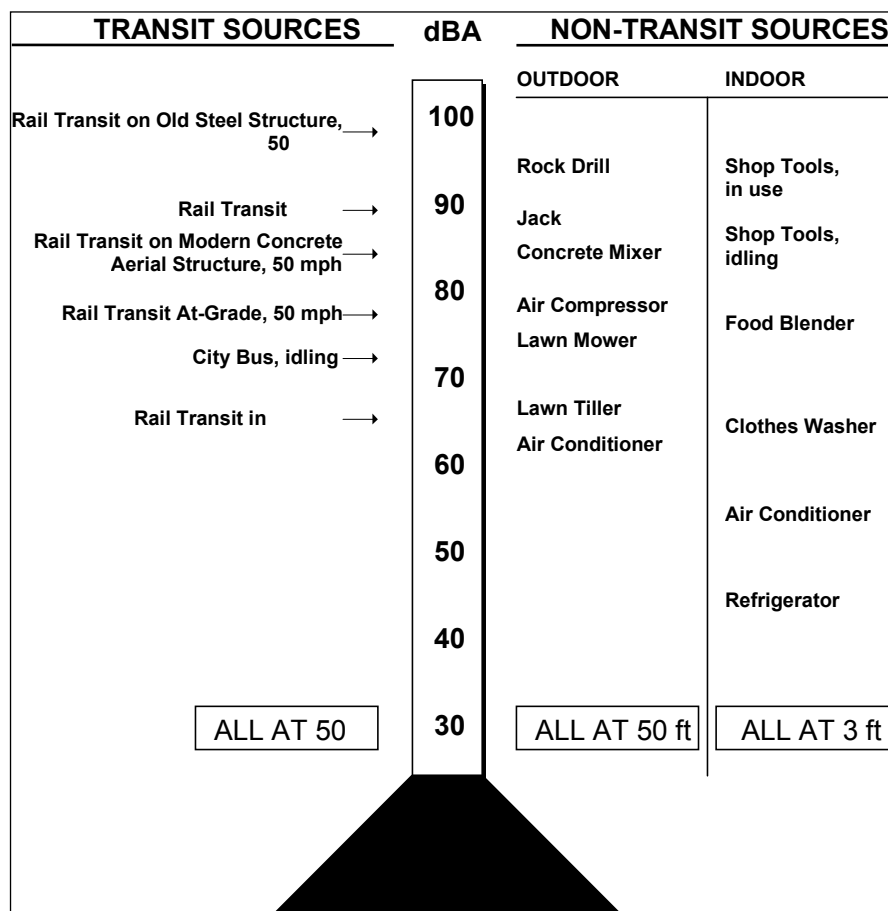 TRANSIT SOURCES
dBA
NON-TRANSIT SOURCES
OUTDOOR
INDOOR
Rail Transit on Old Steel Structure,
50
Rail Transit
Rail Transit on Modern Concrete
Aerial Structure, 50 mph
Rail Transit At-Grade, 50 mph
City Bus, idling
Rail Transit in
100
90
80
70
60
50
40
30
Rock Drill
Jack
Concrete Mixer
Air Compressor
Lawn Mower
Lawn Tiller
Air Conditioner
Shop Tools,
in use
Shop Tools,
idling
Food Blender
Clothes Washer
Air Conditioner
Refrigerator
ALL AT 50
ALL AT 50 ft
ALL AT 3 ft